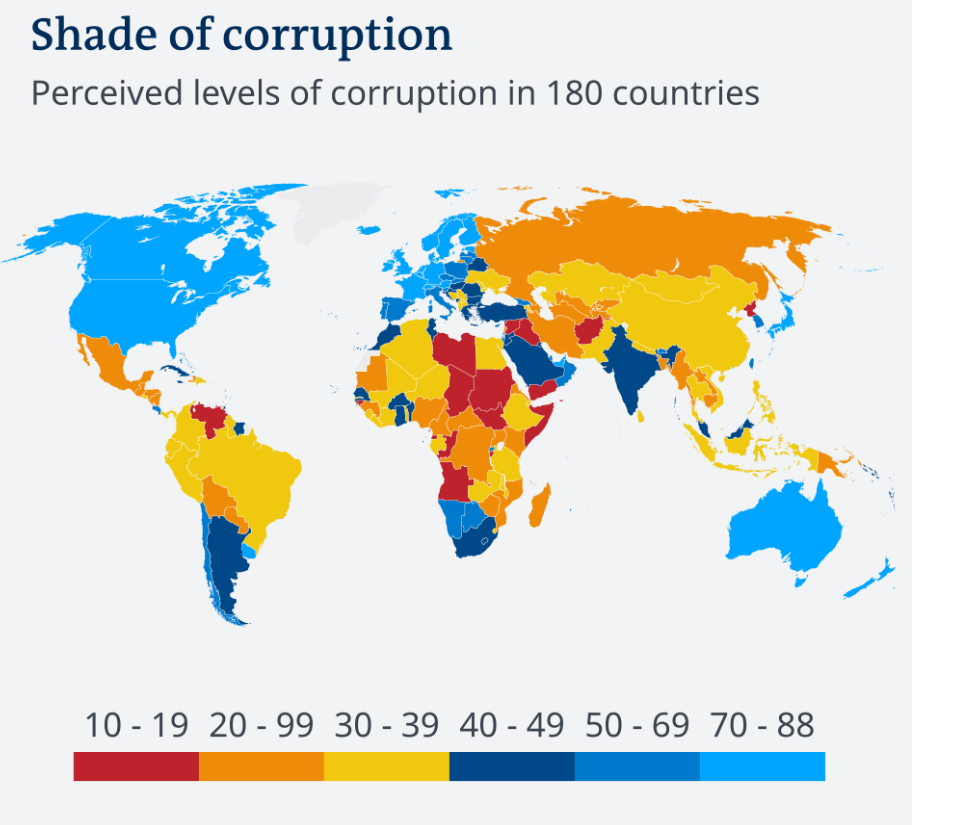 Shade of corruption
Perceived levels of corruption in 180 countries
10 - 19 20 - 99 30 - 39 40 - 49 50 - 69 70 - 88